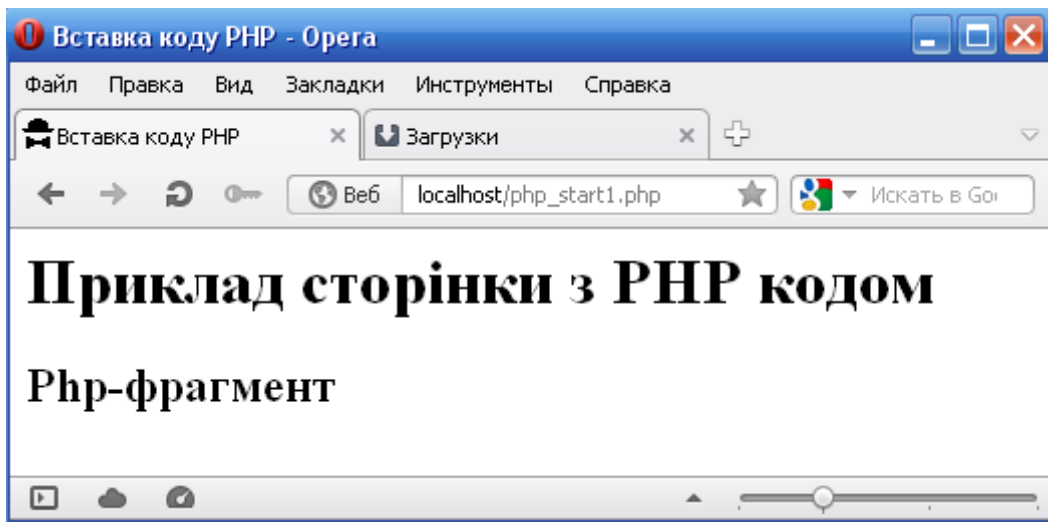 Вставка коду PHP - Opera
Файл Правка Вид Закладки Инструменты Справка
Вставка коду PHP Загрузки
Веб localhost/php_start1.php Искать в
Приклад сторінки з PHP кодом
Php-фрагмент